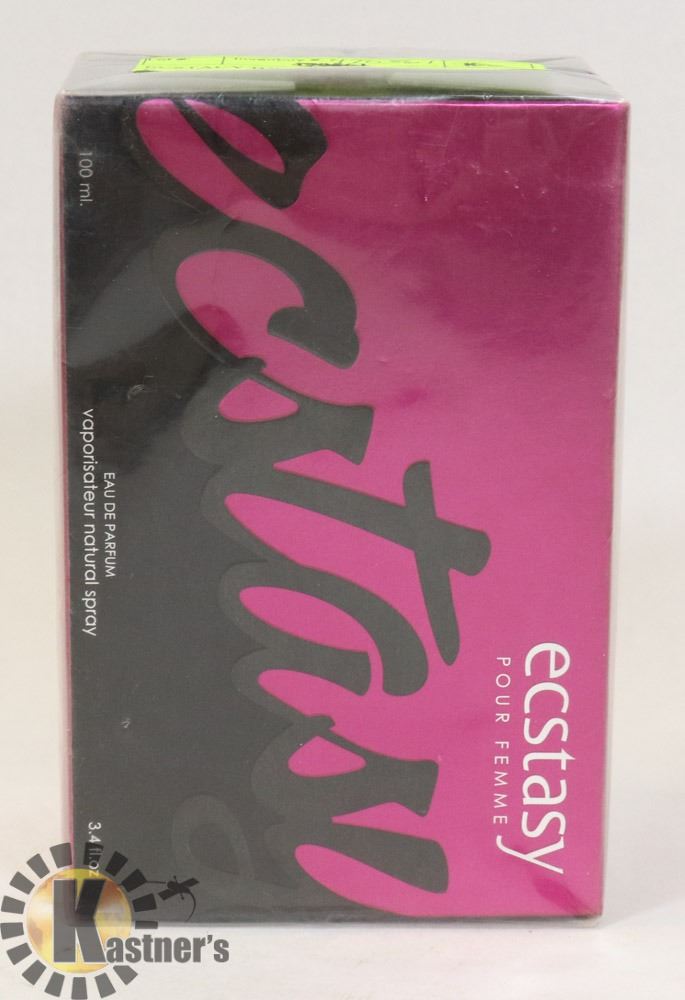 ecstasy
ecstasy
POUR FEMME
100 ml.
EAU DE PARFUM
vaporisateur natural spray
3.4 fl.oz
Kastner's